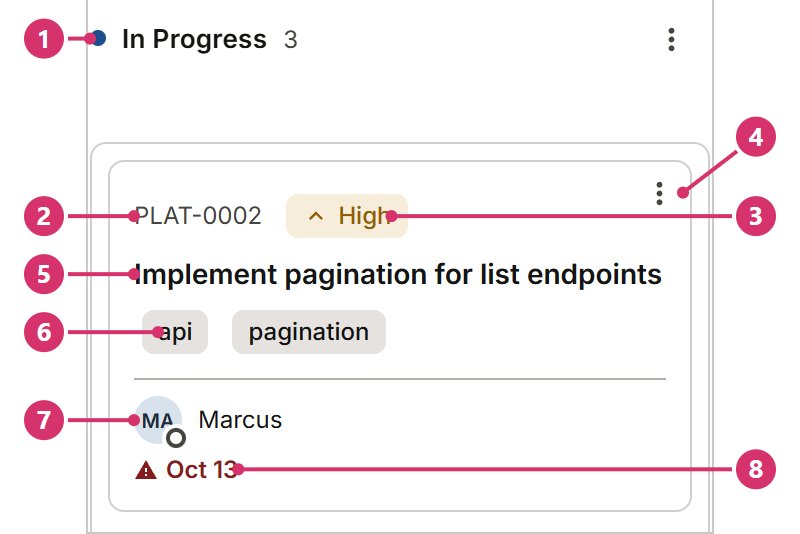 1 In Progress 3
4
2 PLAT-0002 High 3
5 Implement pagination for list endpoints
6 api pagination
7 MA Marcus
Oct 13 8